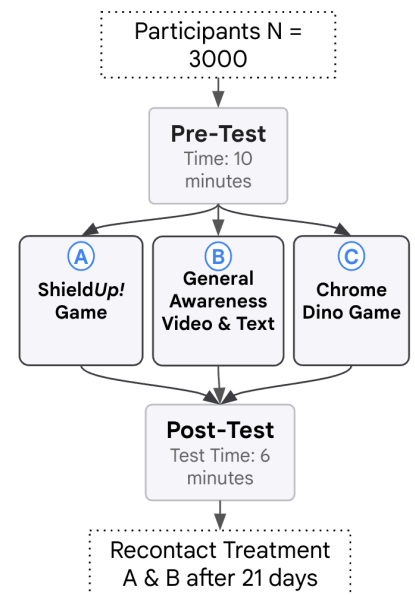 Participants N =
3000
Pre-Test
Time: 10
minutes
A
ShieldUp!
Game
B
General
Awareness
Video & Text
C
Chrome
Dino Game
Post-Test
Test Time: 6
minutes
Recontact Treatment
A & B after 21 days